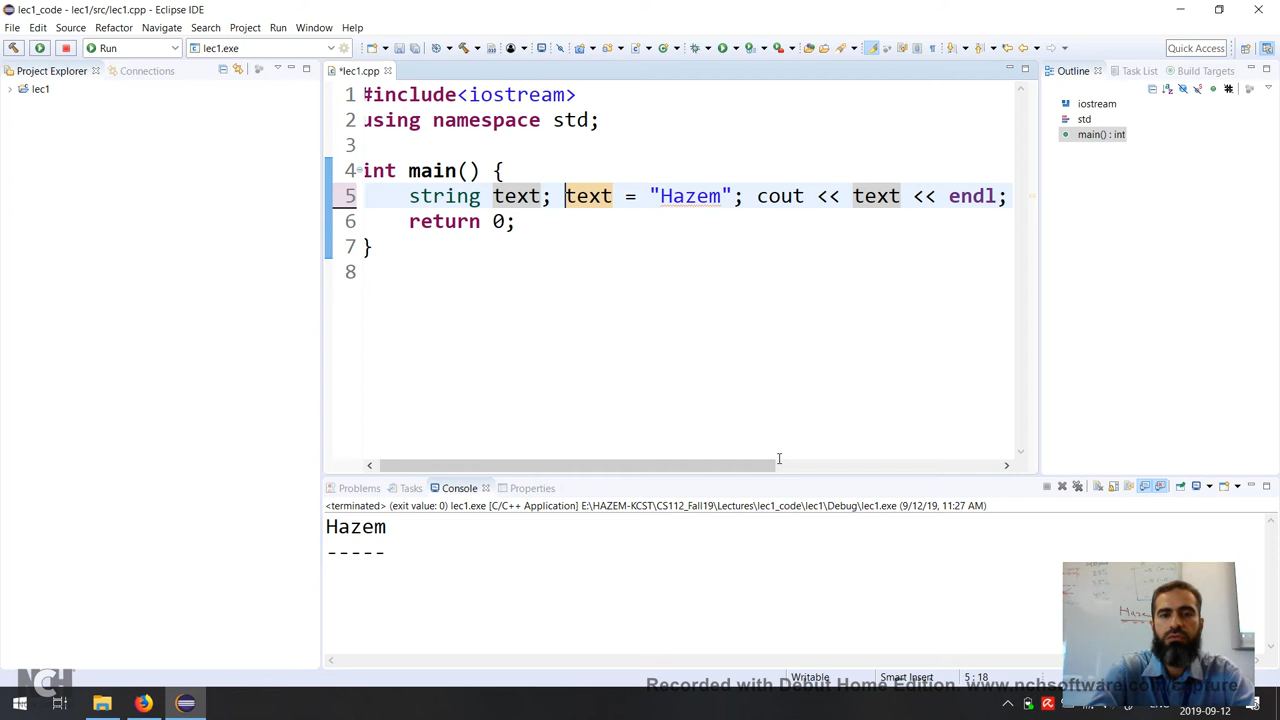 lec1_code - lec1/src/lec1.cpp - Eclipse IDE
File Edit Source Refactor Navigate Search Project Run Window Help
Run lec1.exe Quick Access
Project Explorer Connections *lec1.cpp Outline Task List Build Targets
lec1
1 #include<iostream>
2 using namespace std;
3
4 int main() {
5 string text; text = "Hazem"; cout << text << endl;
6 return 0;
7 }
8
iostream
std
main() : int
Problems Tasks Console Properties
<terminated> (exit value: 0) lec1.exe [C/C++ Application] E:\HAZEM-KCST\CS112_Fall19\Lectures\lec1_code\lec1\Debug\lec1.exe (9/12/19, 11:27 AM)
Hazem
-----
Writable Smart Insert 5 : 18
NCH
Recorded with Debut Home Edition. www.nchsoftware.com/capture
2019-09-12